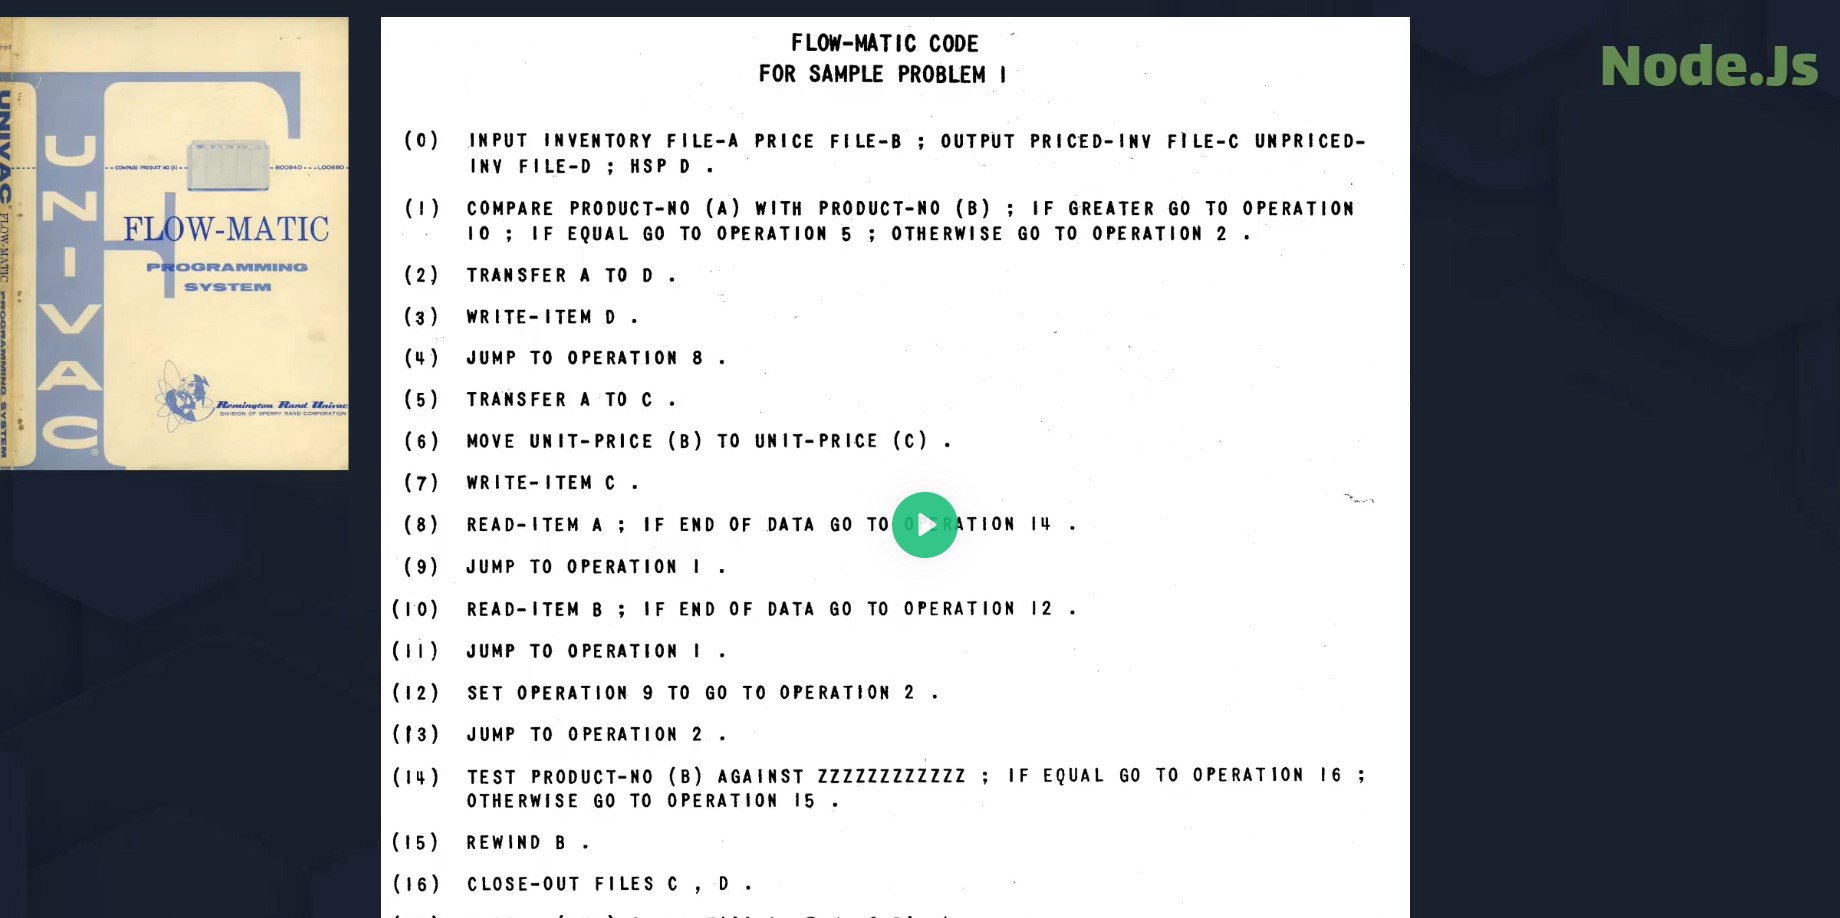 UNIVAC
FLOW-MATIC
PROGRAMMING SYSTEM
U
N
I
V
A
C
COMPARE PRODUCT NO.(A)
FLOW-MATIC
PROGRAMMING
SYSTEM
Remington Rand Univac
DIVISION OF SPERRY RAND CORPORATION
FLOW-MATIC CODE
FOR SAMPLE PROBLEM 1
(0) INPUT INVENTORY FILE-A PRICE FILE-B ; OUTPUT PRICED-INV FILE-C UNPRICED-
INV FILE-D ; HSP D .
(1) COMPARE PRODUCT-NO (A) WITH PRODUCT-NO (B) ; IF GREATER GO TO OPERATION
10 ; IF EQUAL GO TO OPERATION 5 ; OTHERWISE GO TO OPERATION 2 .
(2) TRANSFER A TO D .
(3) WRITE-ITEM D .
(4) JUMP TO OPERATION 8 .
(5) TRANSFER A TO C .
(6) MOVE UNIT-PRICE (B) TO UNIT-PRICE (C) .
(7) WRITE-ITEM C .
(8) READ-ITEM A ; IF END OF DATA GO TO OPERATION 14 .
(9) JUMP TO OPERATION 1 .
(10) READ-ITEM B ; IF END OF DATA GO TO OPERATION 12 .
(11) JUMP TO OPERATION 1 .
(12) SET OPERATION 9 TO GO TO OPERATION 2 .
(13) JUMP TO OPERATION 2 .
(14) TEST PRODUCT-NO (B) AGAINST ZZZZZZZZZZZZ ; IF EQUAL GO TO OPERATION 16 ;
OTHERWISE GO TO OPERATION 15 .
(15) REWIND B .
(16) CLOSE-OUT FILES C , D .
Node.Js